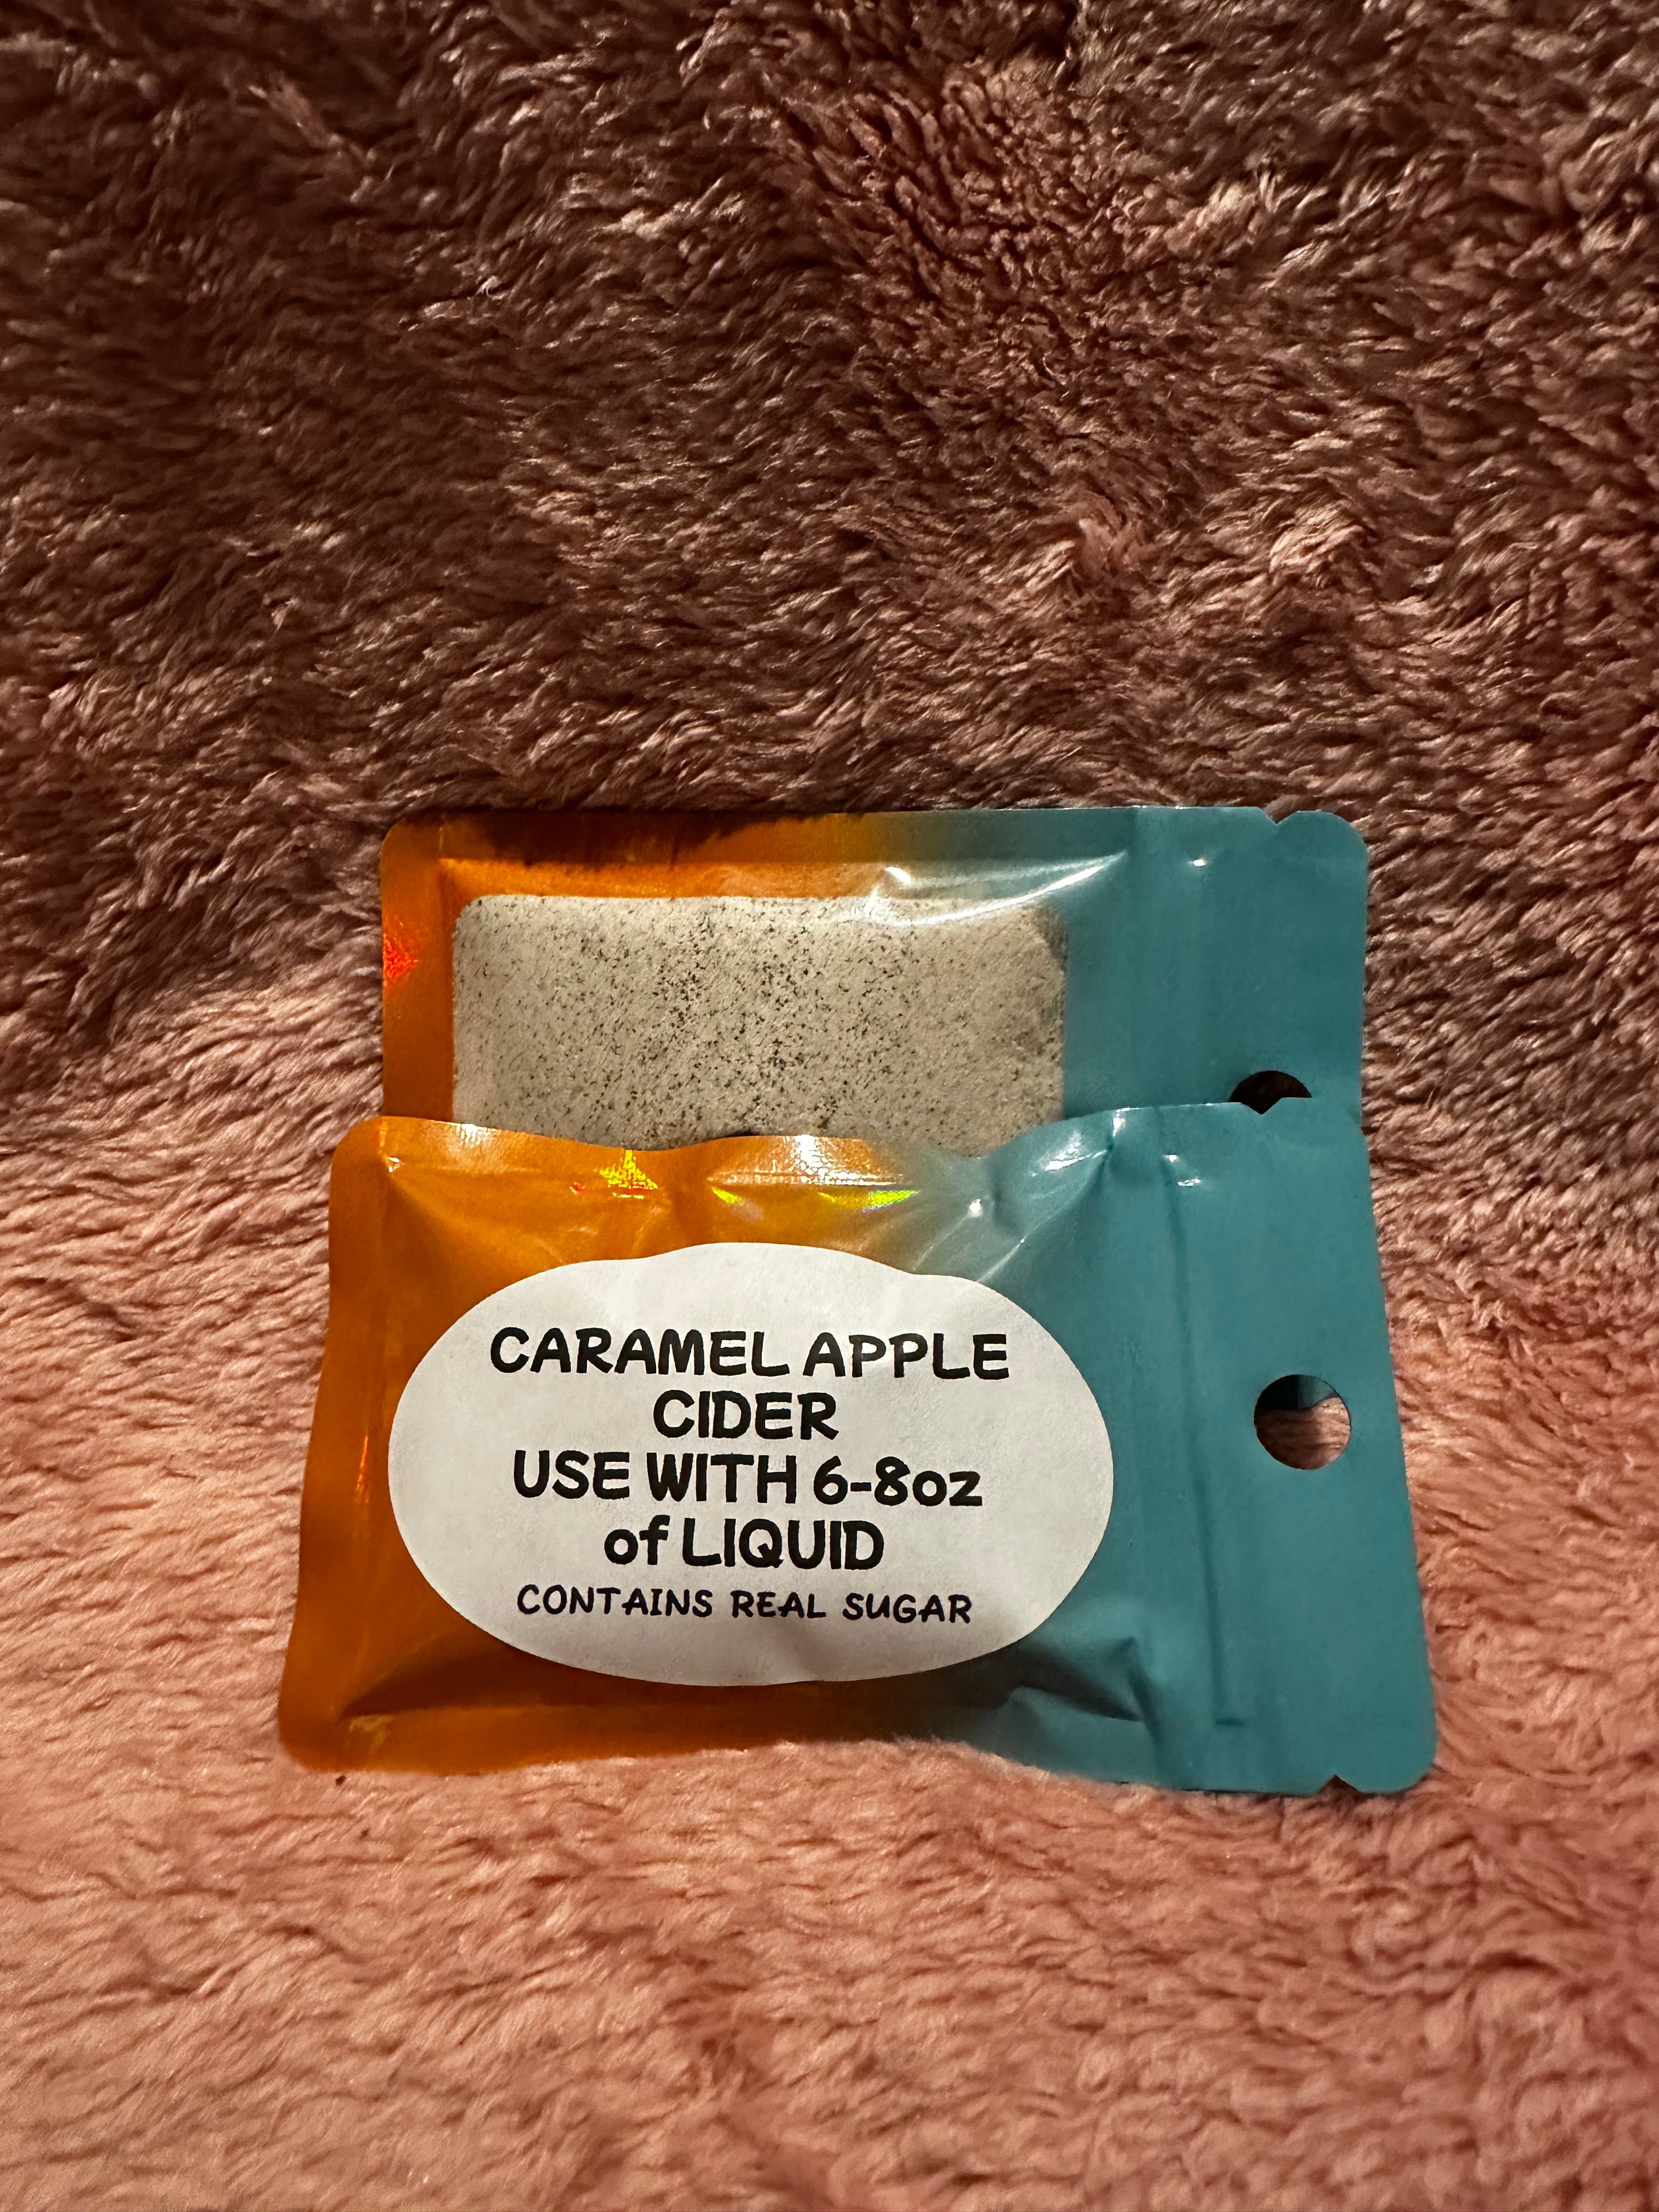 CARAMEL APPLE
CIDER
USE WITH 6-8oz
of LIQUID
CONTAINS REAL SUGAR